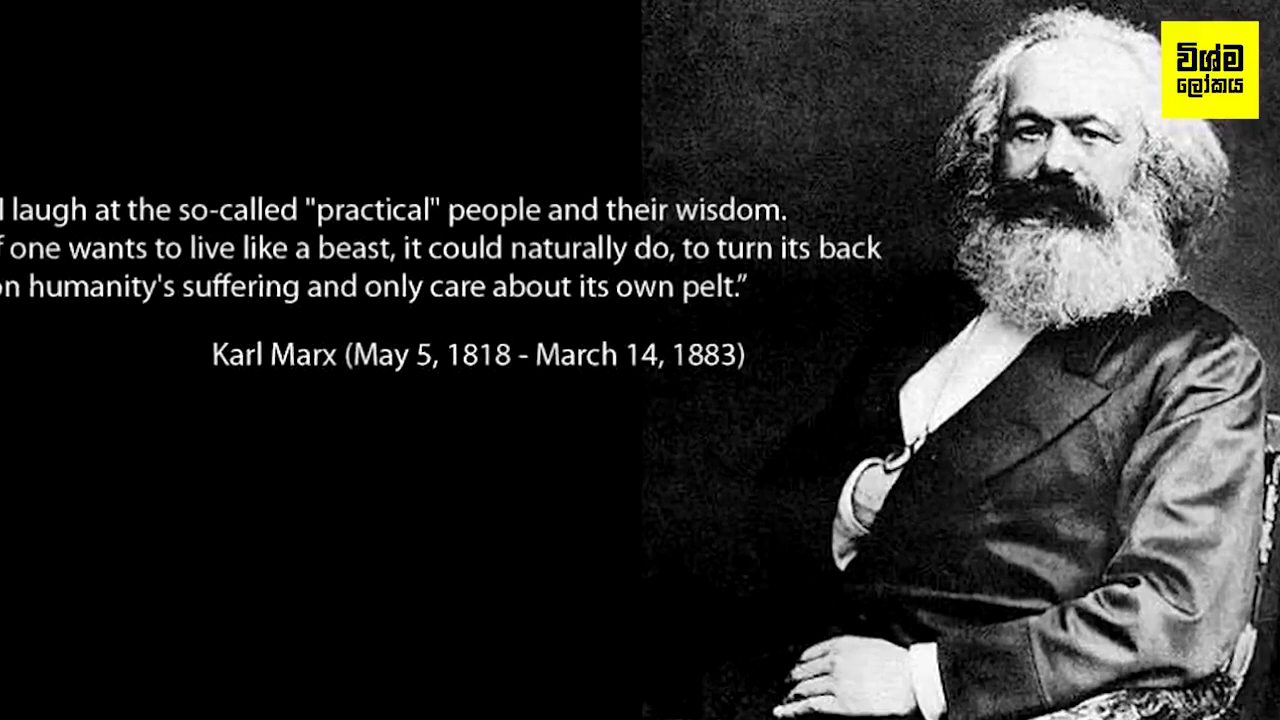 I laugh at the so-called "practical" people and their wisdom.
f one wants to live like a beast, it could naturally do, to turn its back
on humanity's suffering and only care about its own pelt.”
Karl Marx (May 5, 1818 - March 14, 1883)
විශ්ම
ලෝකය